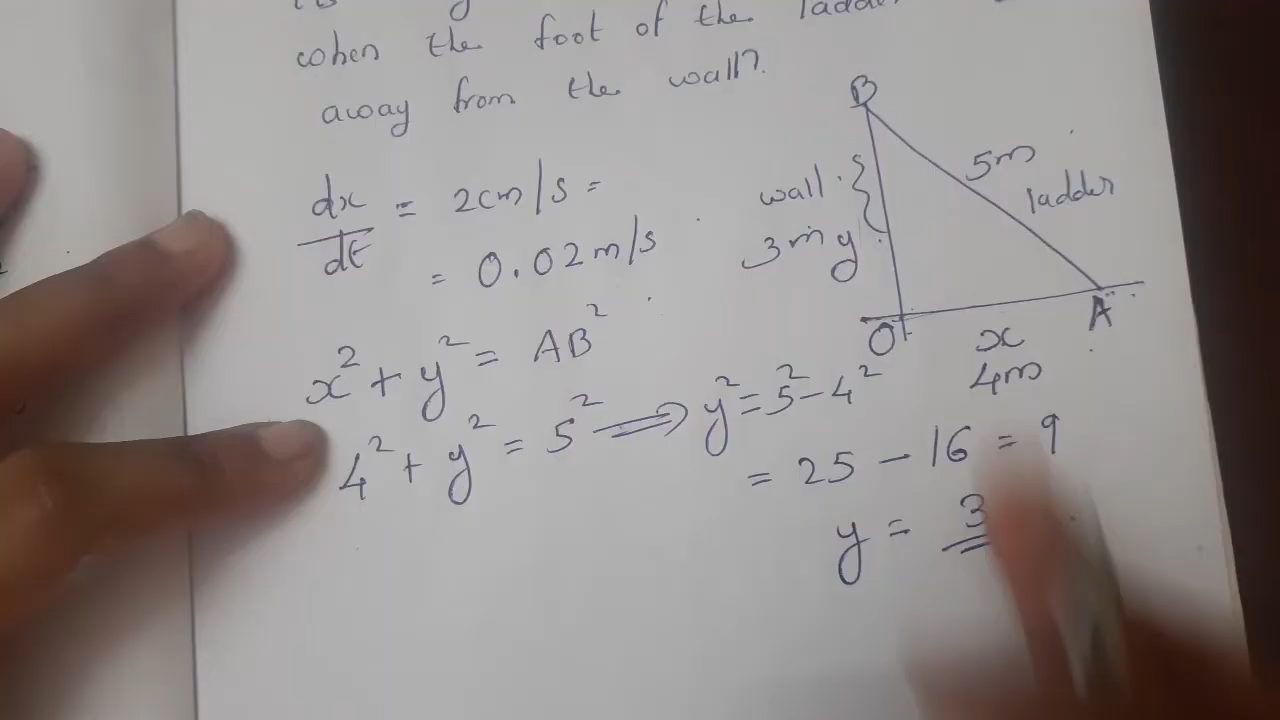 when the foot of the ladder
away from the wall?
dx/dt = 2cm/s =
= 0.02m/s
x² + y² = AB²
4² + y² = 5² ⟹ y² = 5² – 4²
= 25 – 16 = 9
y = 3
B
5m
ladder
wall
3m y
O
A
x
4m